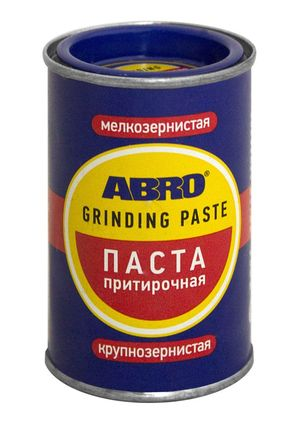 мелкозернистая
ABRO®
GRINDING PASTE
ПАСТА
притирочная
крупнозернистая